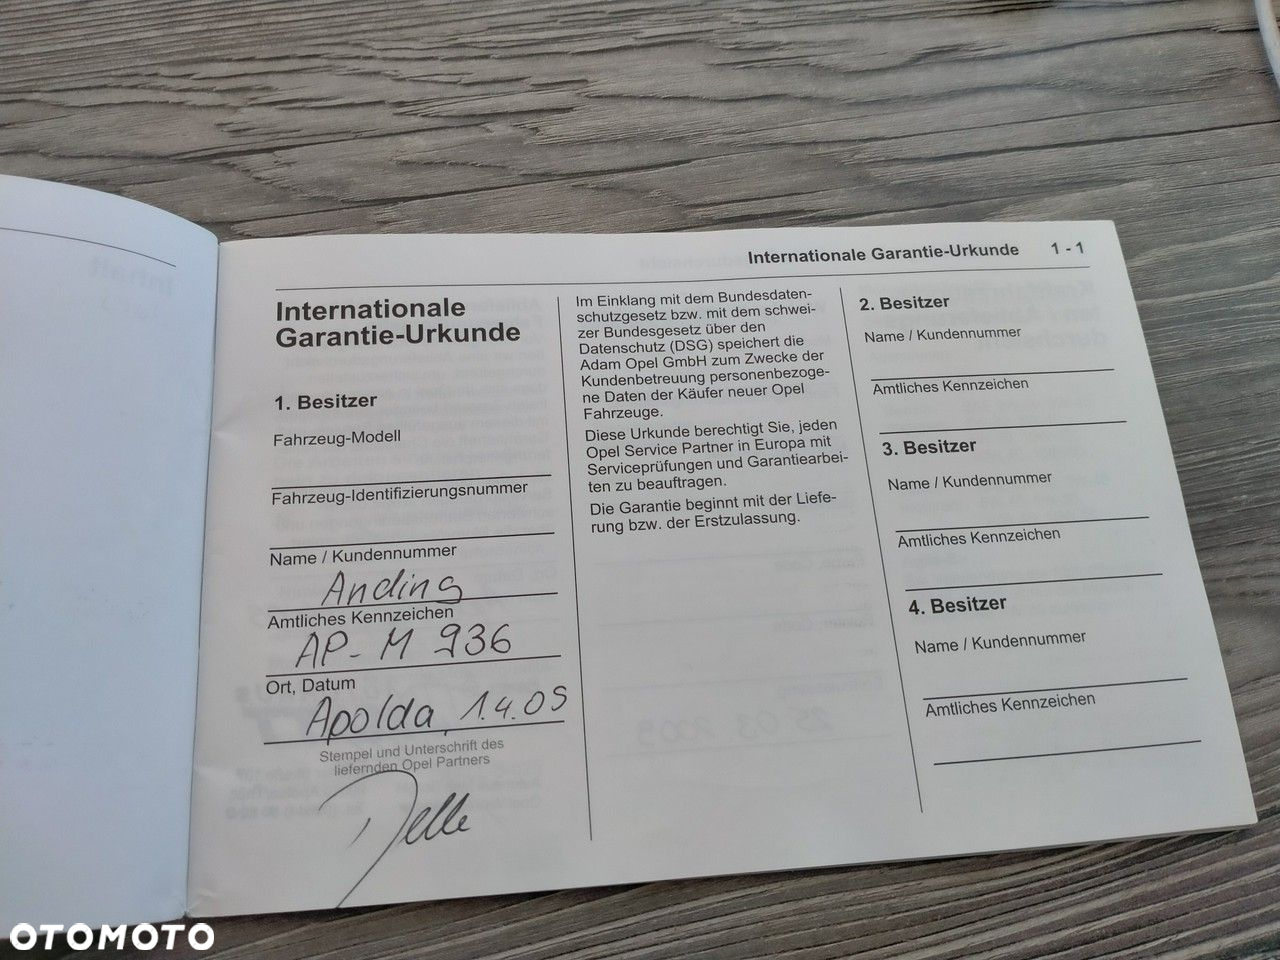 Internationale Garantie-Urkunde 1 - 1
Internationale
Garantie-Urkunde
1. Besitzer
Fahrzeug-Modell
Fahrzeug-Identifizierungsnummer
Name / Kundennummer
Anding
Amtliches Kennzeichen
AP- M 936
Ort, Datum
Apolda, 1.4.09
Stempel und Unterschrift des
liefernden Opel Partners
Im Einklang mit dem Bundesdaten-
schutzgesetz bzw. mit dem schwei-
zer Bundesgesetz über den
Datenschutz (DSG) speichert die
Adam Opel GmbH zum Zwecke der
Kundenbetreuung personenbezoge-
ne Daten der Käufer neuer Opel
Fahrzeuge.
Diese Urkunde berechtigt Sie, jeden
Opel Service Partner in Europa mit
Serviceprüfungen und Garantiearbei-
ten zu beauftragen.
Die Garantie beginnt mit der Liefe-
rung bzw. der Erstzulassung.
2. Besitzer
Name / Kundennummer
Amtliches Kennzeichen
3. Besitzer
Name / Kundennummer
Amtliches Kennzeichen
4. Besitzer
Name / Kundennummer
Amtliches Kennzeichen
OTOMOTO